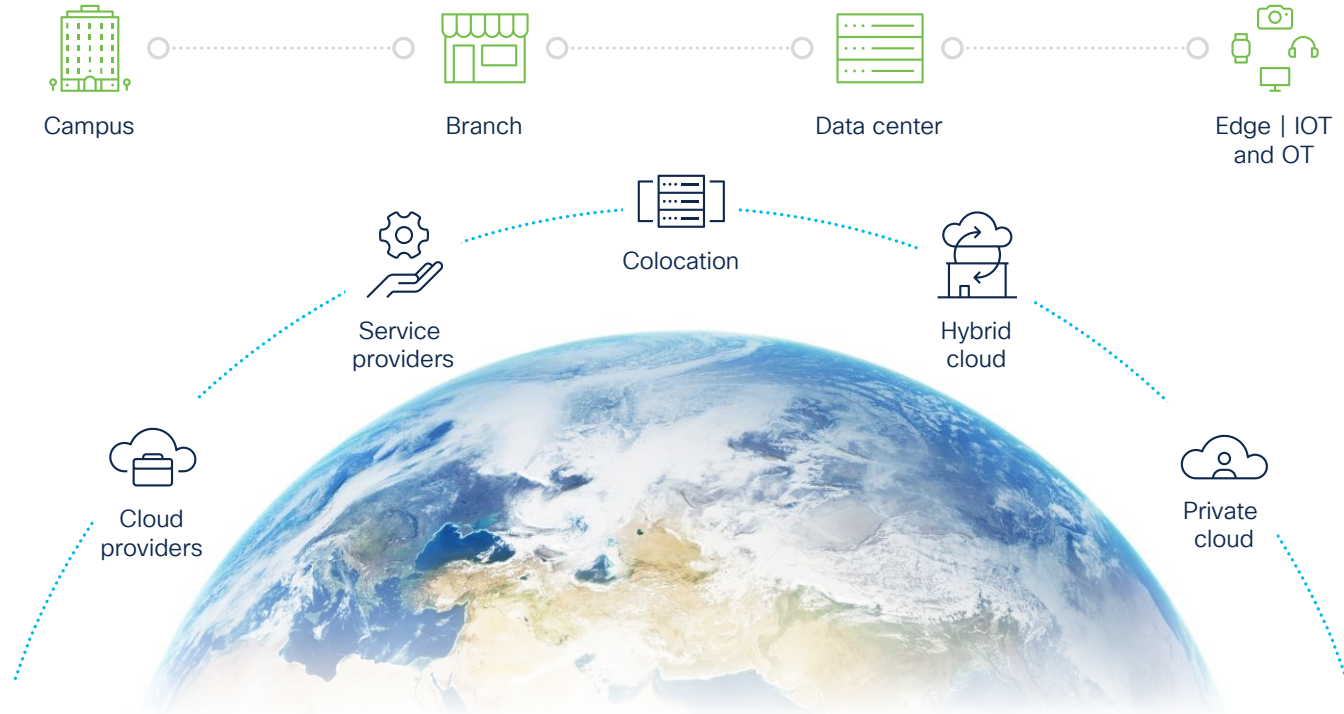 Campus
Branch
Data center
Edge | IOT
and OT
Colocation
Service
providers
Hybrid
cloud
Cloud
providers
Private
cloud